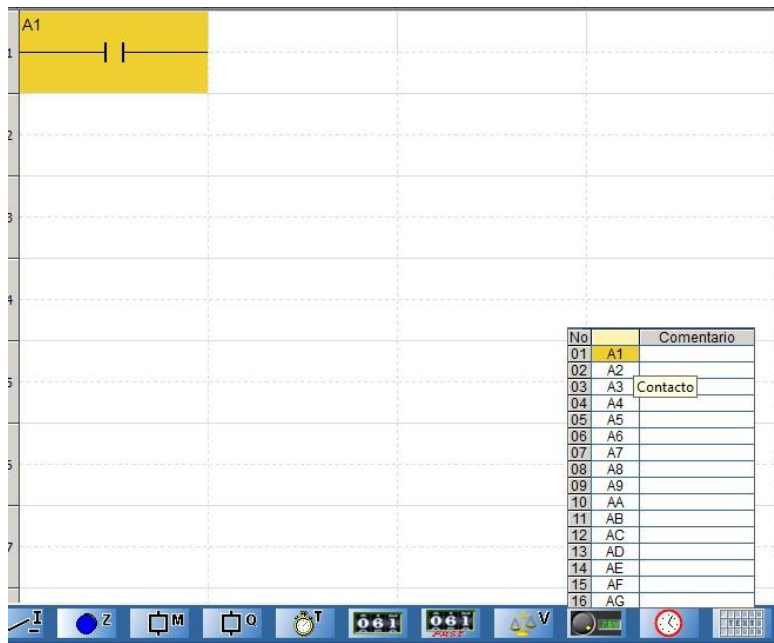 A1
1
2
3
4
5
6
7
No Comentario
01 A1
02 A2
03 A3 Contacto
04 A4
05 A5
06 A6
07 A7
08 A8
09 A9
10 AA
11 AB
12 AC
13 AD
14 AE
15 AF
16 AG
I Z M Q T 061 061 FAST V TEXT